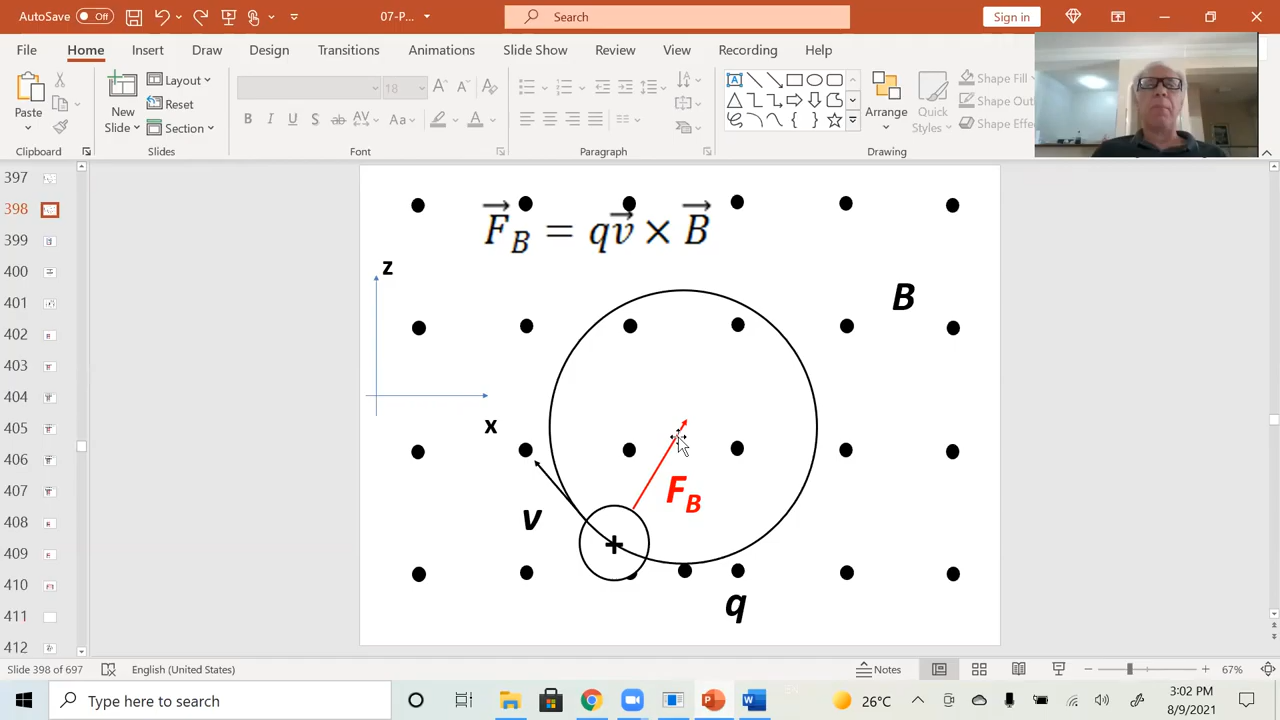 AutoSave Off 07-P... Search Sign in
File Home Insert Draw Design Transitions Animations Slide Show Review View Recording Help
Paste New Slide Layout Reset Section 8 Arrange Quick Styles Shape Fill Shape Out Shape Effe
Clipboard Slides Font Paragraph Drawing
397
398
399
400
401
402
403
404
405
406
407
408
409
410
411
412
F_B = qv × B
z
B
x
F_B
v
+
q
Slide 398 of 697 English (United States) Notes 67%
Type here to search 26°C 3:02 PM
8/9/2021